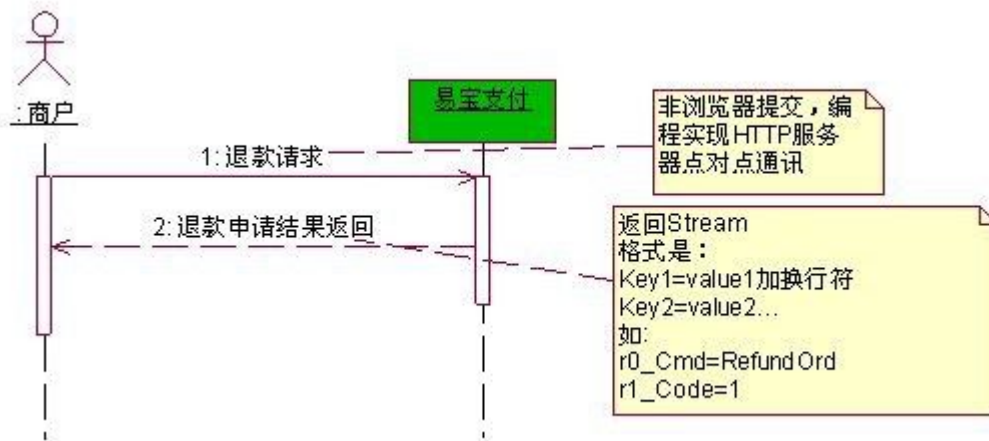 : 商户
易宝支付
非浏览器提交，编
程实现HTTP服务
器点对点通讯
1: 退款请求
2: 退款申请结果返回
返回Stream
格式是：
Key1=value1加换行符
Key2=value2...
如:
r0_Cmd=RefundOrd
r1_Code=1